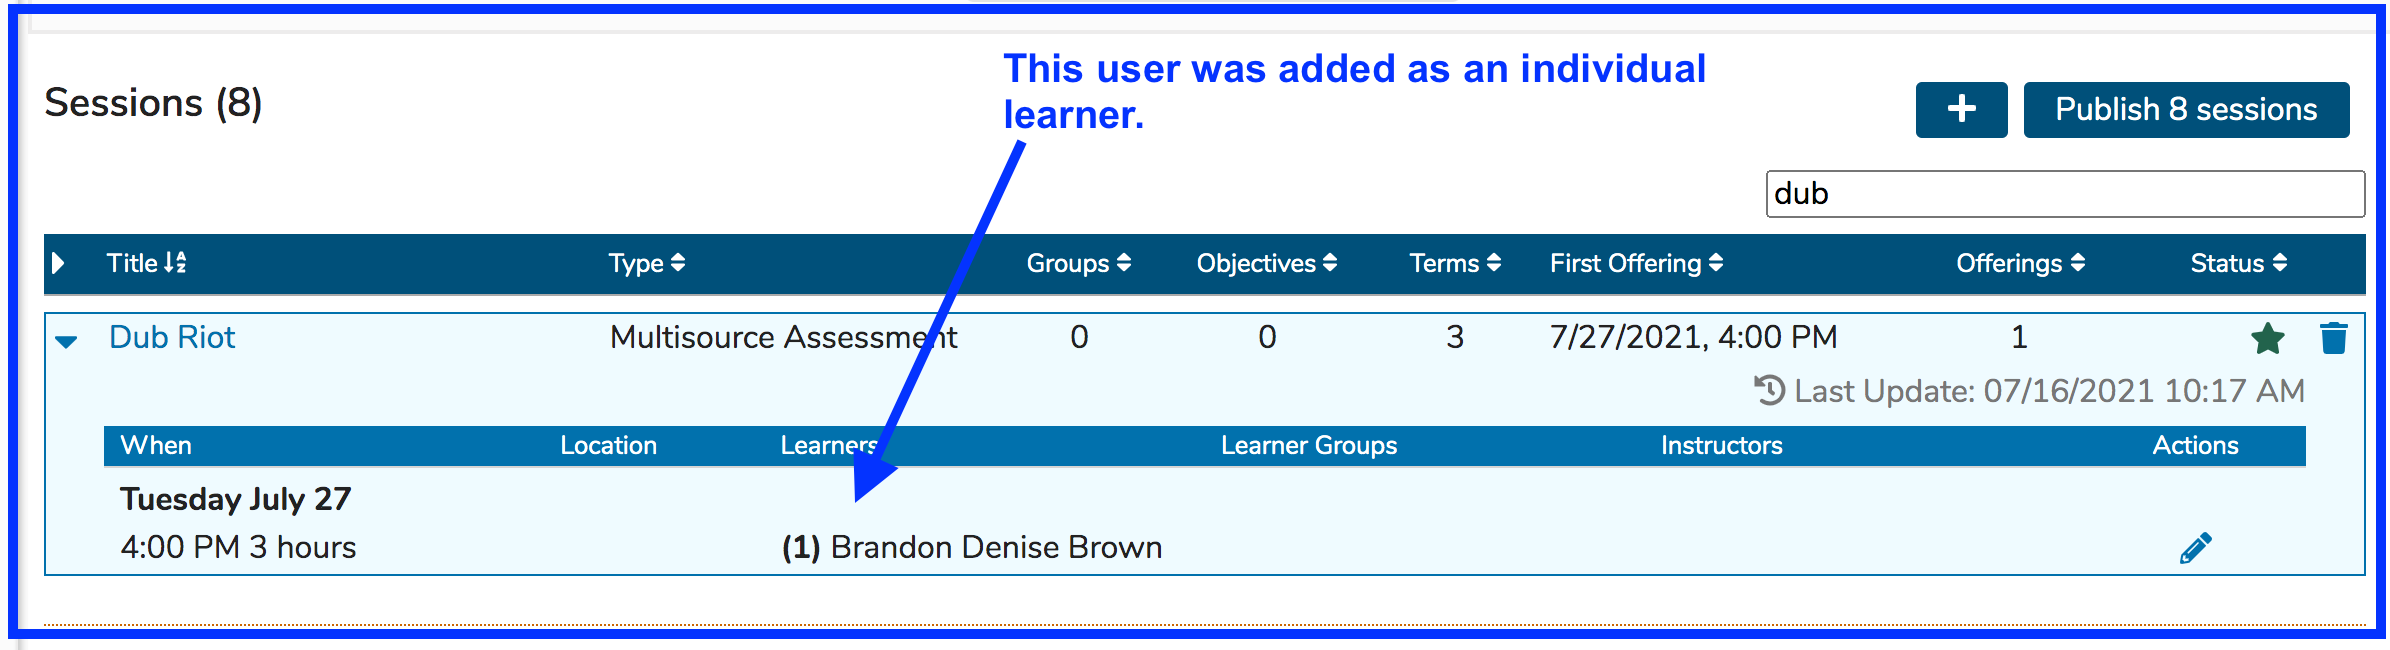 This user was added as an individual
learner.
Sessions (8)
Publish 8 sessions
dub
Title Type Groups Objectives Terms First Offering Offerings Status
Dub Riot Multisource Assessment 0 0 3 7/27/2021, 4:00 PM 1
Last Update: 07/16/2021 10:17 AM
When Location Learners Learner Groups Instructors Actions
Tuesday July 27
4:00 PM 3 hours (1) Brandon Denise Brown